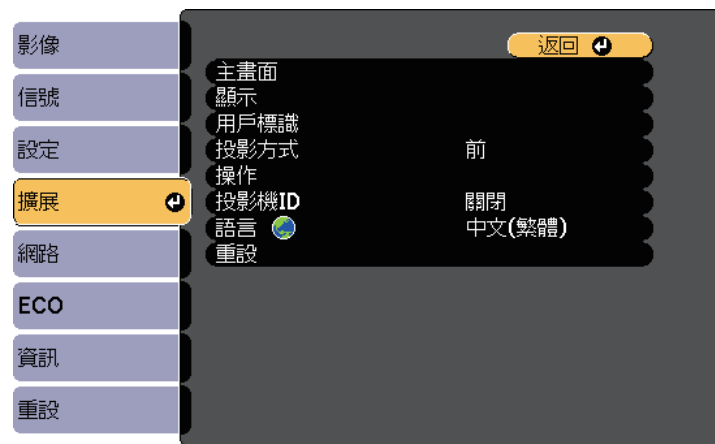 影像
信號
設定
擴展
網路
ECO
資訊
重設
返回
主畫面
顯示
用戶標識
投影方式 前
操作
投影機ID 關閉
語言 中文(繁體)
重設